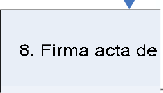 8. Firma acta de